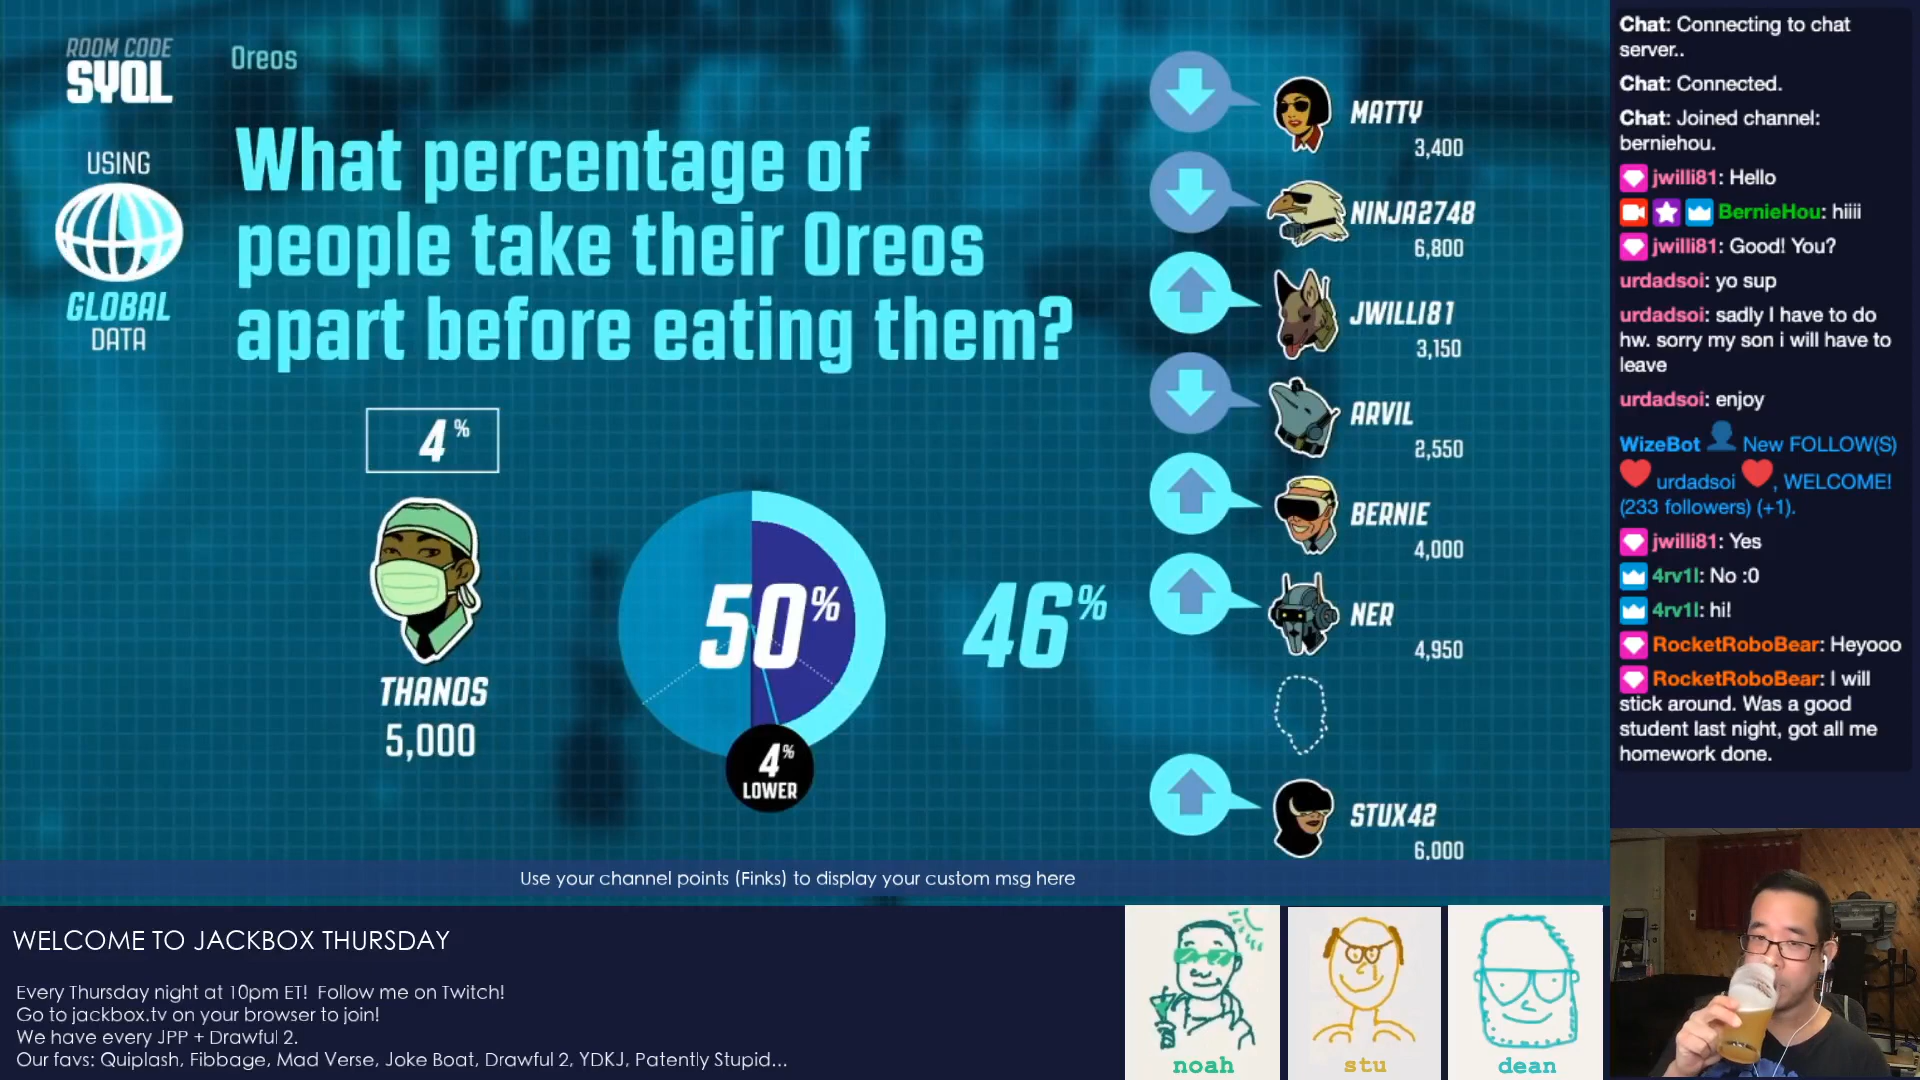 ROOM CODE
SYQL
USING
GLOBAL
DATA
Oreos
What percentage of
people take their Oreos
apart before eating them?
4%
THANOS
5,000
50%
4%
LOWER
46%
MATTY
3,400
NINJA2748
6,800
JWILLI81
3,150
ARVIL
2,550
BERNIE
4,000
NER
4,950
STUX42
6,000
Use your channel points (Finks) to display your custom msg here
WELCOME TO JACKBOX THURSDAY
Every Thursday night at 10pm ET! Follow me on Twitch!
Go to jackbox.tv on your browser to join!
We have every JPP + Drawful 2.
Our favs: Quiplash, Fibbage, Mad Verse, Joke Boat, Drawful 2, YDKJ, Patently Stupid...
noah
stu
dean
Chat: Connecting to chat
server..
Chat: Connected.
Chat: Joined channel:
berniehou.
jwilli81: Hello
BernieHou: hiiii
jwilli81: Good! You?
urdadsoi: yo sup
urdadsoi: sadly I have to do
hw. sorry my son i will have to
leave
urdadsoi: enjoy
WizeBot New FOLLOW(S)
urdadsoi , WELCOME!
(233 followers) (+1).
jwilli81: Yes
4rv1l: No :0
4rv1l: hi!
RocketRoboBear: Heyooo
RocketRoboBear: I will
stick around. Was a good
student last night, got all me
homework done.